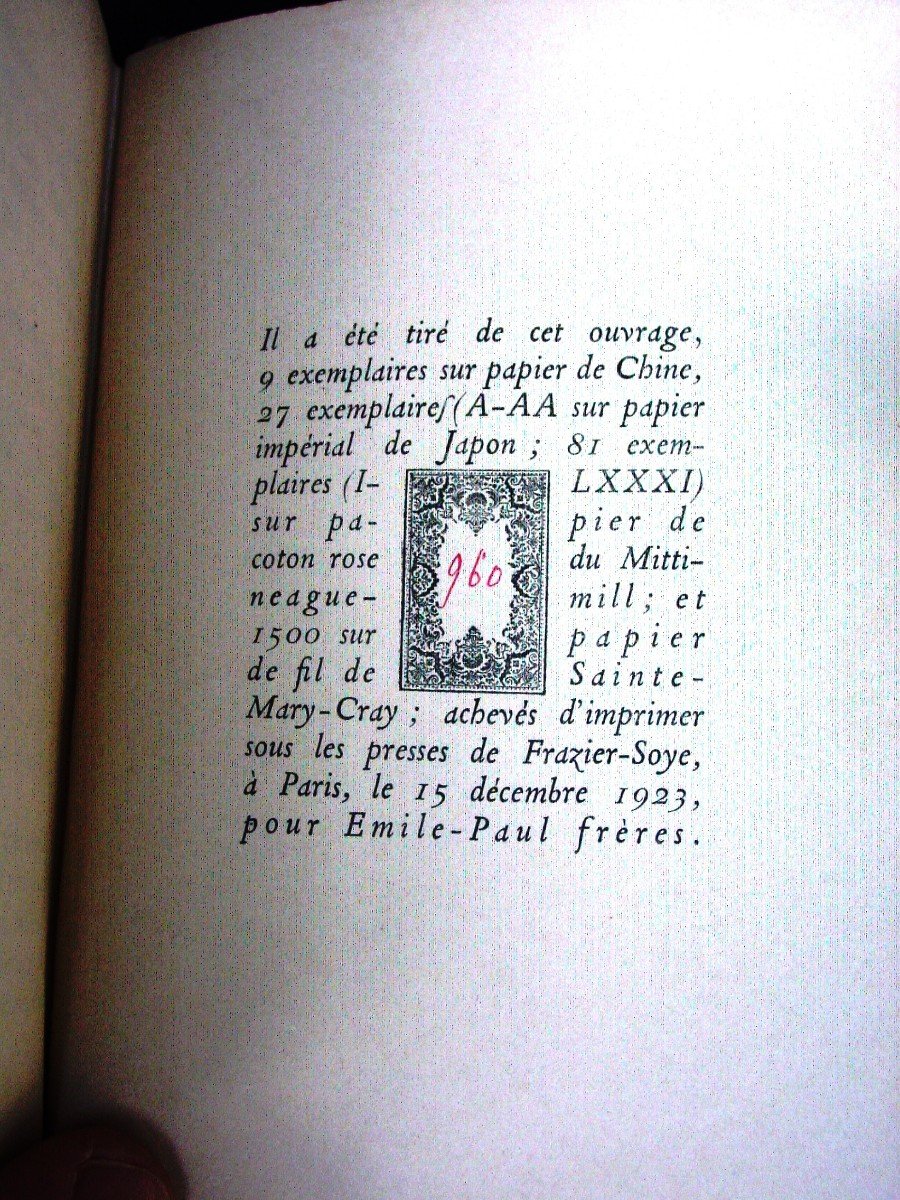 Il a été tiré de cet ouvrage,
9 exemplaires sur papier de Chine,
27 exemplaireſ(A-AA sur papier
impérial de Japon ; 81 exem-
plaires (I- LXXXI)
sur pa- pier de
coton rose du Mitti-
neague- mill ; et
1500 sur papier
de fil de Sainte-
960
Mary-Cray ; achevés d'imprimer
sous les presses de Frazier-Soye,
à Paris, le 15 décembre 1923,
pour Emile-Paul frères.